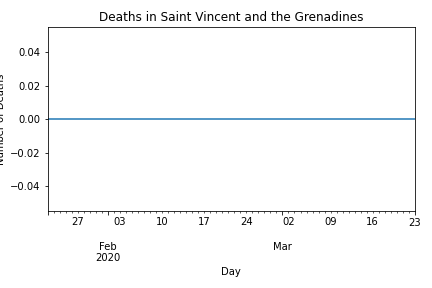 Deaths in Saint Vincent and the Grenadines
0.04
0.02
0.00
−0.02
−0.04
Number of Deaths
27 03 10 17 24 02 09 16 23
Feb Mar
2020
Day